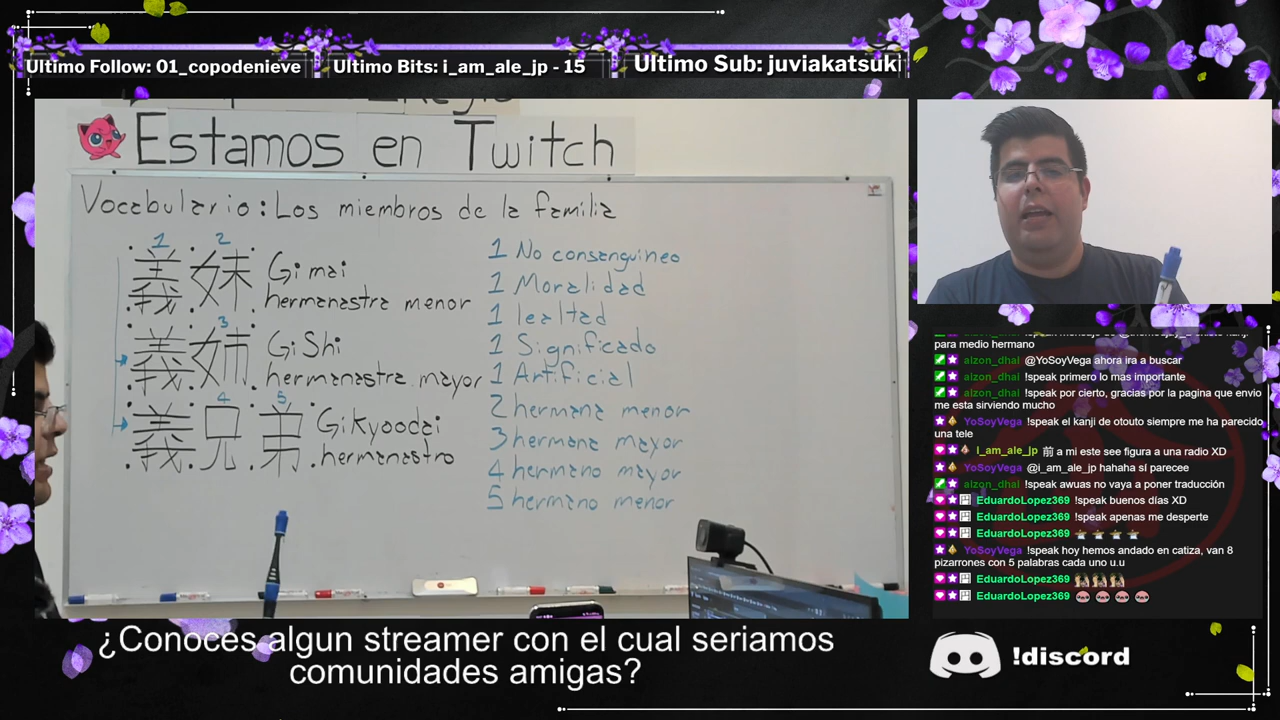 Ultimo Follow: 01_copodenieve
Ultimo Bits: i_am_ale_jp - 15
Ultimo Sub: juviakatsuki
Estamos en Twitch
Vocabulario: Los miembros de la familia
1 2
義妹 Gimai
hermanastra menor
3
義姉 GiShi
hermanastra mayor
4 5
義兄弟 GiKyoodai
hermanastro
1 No consanguineo
1 Moralidad
1 lealtad
1 Significado
1 Artificial
2 hermana menor
3 hermana mayor
4 hermano mayor
5 hermano menor
para medio hermano
alzon_dhal @YoSoyVega ahora ira a buscar
alzon_dhal !speak primero lo mas importante
alzon_dhal !speak por cierto, gracias por la pagina que envio
me esta sirviendo mucho
YoSoyVega !speak el kanji de otouto siempre me ha parecido
una tele
i_am_ale_jp 前 a mi este see figura a una radio XD
YoSoyVega @i_am_ale_jp hahaha sí parecee
alzon_dhal !speak awuas no vaya a poner traducción
EduardoLopez369 !speak buenos días XD
EduardoLopez369 !speak apenas me desperte
EduardoLopez369
YoSoyVega !speak hoy hemos andado en catiza, van 8
pizarrones con 5 palabras cada uno u.u
EduardoLopez369
EduardoLopez369
¿Conoces algun streamer con el cual seriamos
comunidades amigas?
!discord